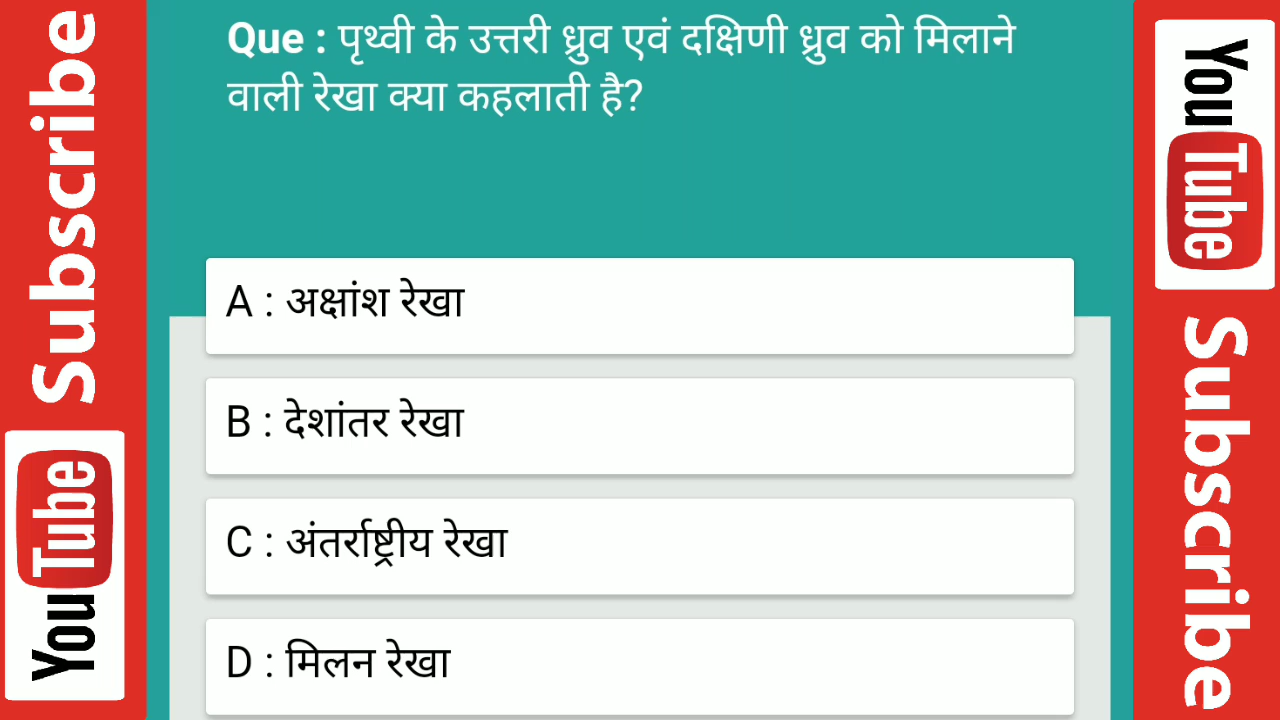 Subscribe
YouTube
Que : पृथ्वी के उत्तरी ध्रुव एवं दक्षिणी ध्रुव को मिलाने
वाली रेखा क्या कहलाती है?
A : अक्षांश रेखा
B : देशांतर रेखा
C : अंतर्राष्ट्रीय रेखा
D : मिलन रेखा
YouTube
Subscribe